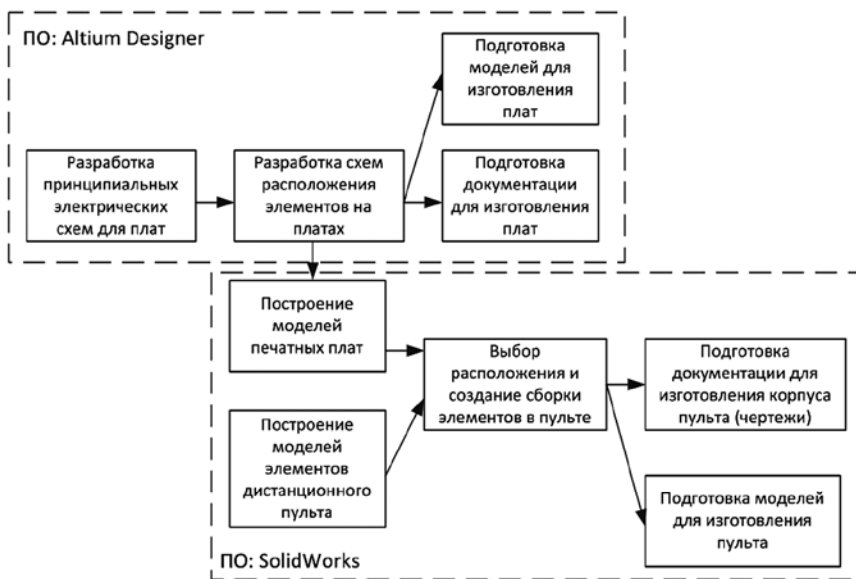 ПО: Altium Designer
Подготовка
моделей для
изготовления
плат
Разработка
принципиальных
электрических
схем для плат
Разработка схем
расположения
элементов на
платах
Подготовка
документации
для изготовления
плат
Построение
моделей
печатных плат
Выбор
расположения и
создание сборки
элементов в пульте
Подготовка
документации для
изготовления корпуса
пульта (чертежи)
Построение
моделей
элементов
дистанционного
пульта
Подготовка моделей
для изготовления
пульта
ПО: SolidWorks